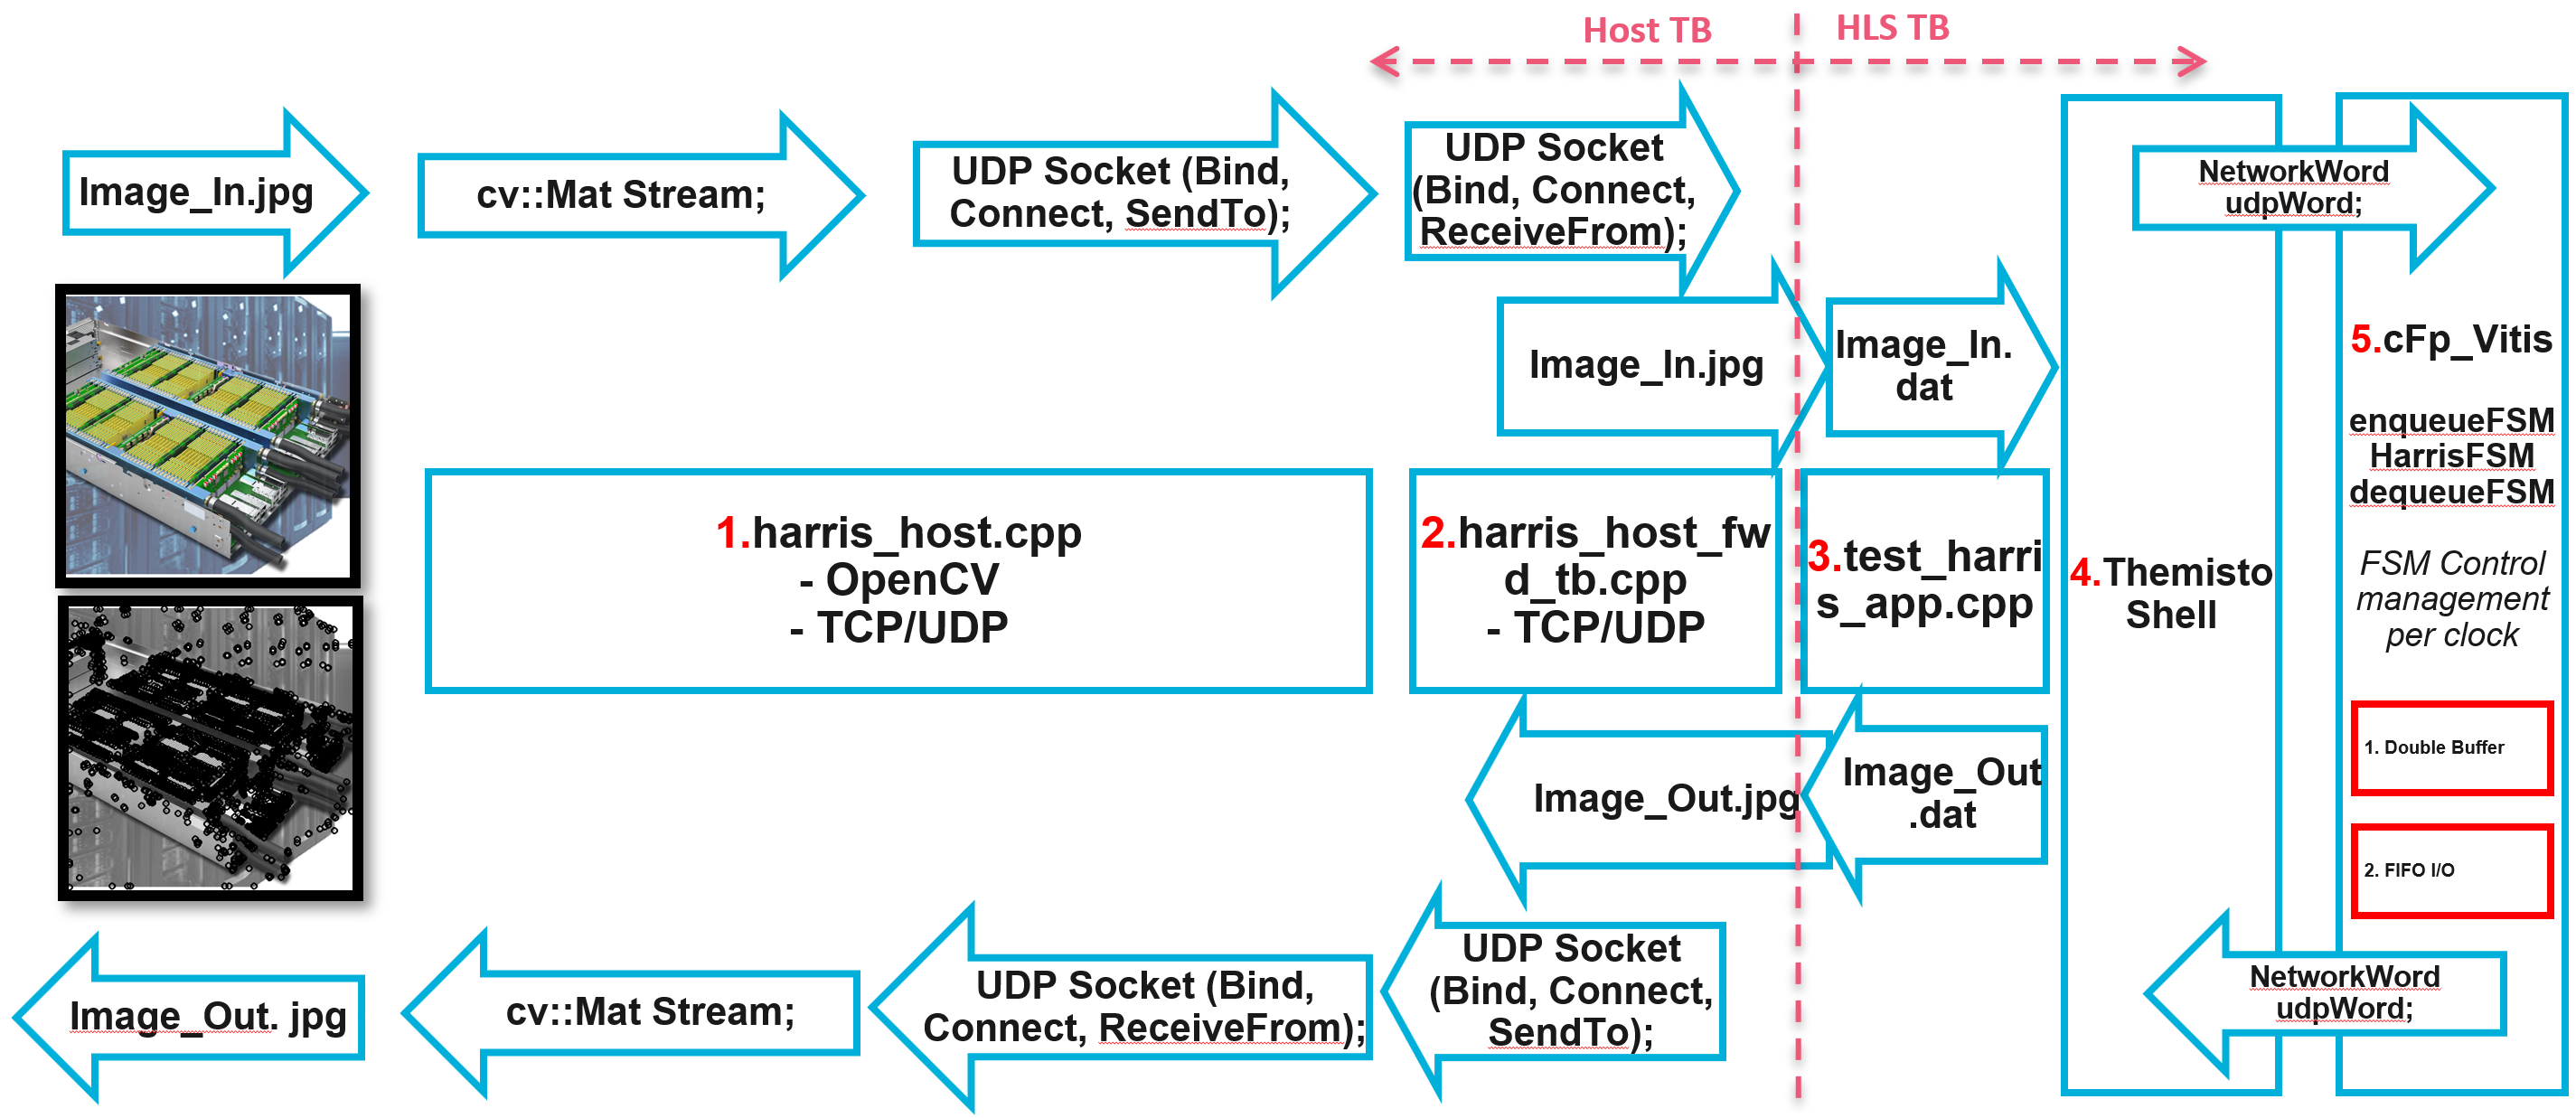 Host TB
HLS TB
Image_In.jpg
cv::Mat Stream;
UDP Socket (Bind,
Connect, SendTo);
UDP Socket
(Bind, Connect,
ReceiveFrom);
NetworkWord
udpWord;
Image_In.jpg
Image_In.
dat
1.harris_host.cpp
- OpenCV
- TCP/UDP
2.harris_host_fw
d_tb.cpp
- TCP/UDP
3.test_harri
s_app.cpp
4.Themisto
Shell
5.cFp_Vitis
enqueueFSM
HarrisFSM
dequeueFSM
FSM Control
management
per clock
1. Double Buffer
2. FIFO I/O
Image_Out.jpg
Image_Out
.dat
Image_Out. jpg
cv::Mat Stream;
UDP Socket (Bind,
Connect, ReceiveFrom);
UDP Socket
(Bind, Connect,
SendTo);
NetworkWord
udpWord;